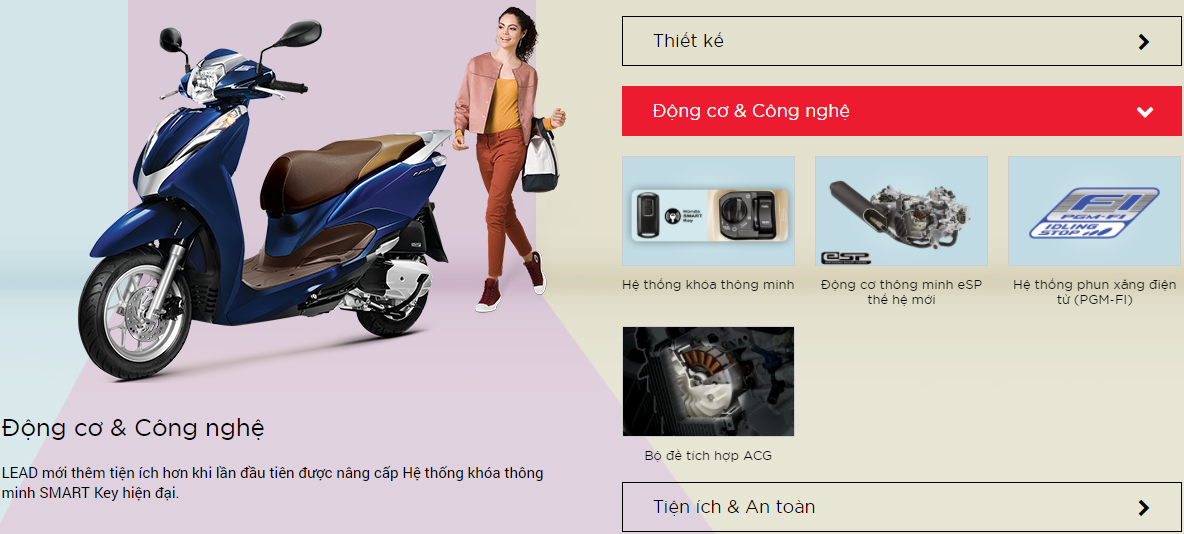 Động cơ & Công nghệ
LEAD mới thêm tiện ích hơn khi lần đầu tiên được nâng cấp Hệ thống khóa thông
minh SMART Key hiện đại.
Thiết kế
Động cơ & Công nghệ
Honda
SMART
Key
eSP
FI
PGM-FI
IDLING
STOP
Hệ thống khóa thông minh
Động cơ thông minh eSP
thế hệ mới
Hệ thống phun xăng điện
tử (PGM-FI)
Bộ đề tích hợp ACG
Tiện ích & An toàn